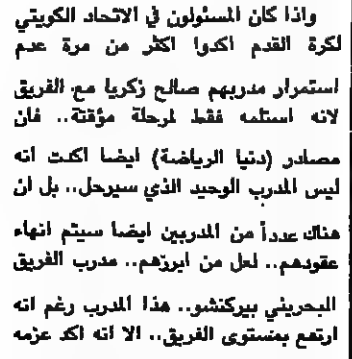 واذا كان المسئولون في الاتحاد الكويتي
لكرة القدم اكدوا اكثر من مرة عدم
استمرار مدربهم صالح زكريا مع الفريق
لانه استلمه فقط لمرحلة مؤقتة.. فان
مصادر (دنيا الرياضة) ايضا اكدت أنه
ليس المدرب الوحيد الذي سيرحل.. بل ان
هناك عدداً من المدربين ايضا سيتم انهاء
عقودهم.. لعل من ابرزهم.. مدرب الفريق
البحريني بيركنشو.. هذا المدرب رغم انه
ارتفع بمستوى الفريق.. الا انه اكد عزمه